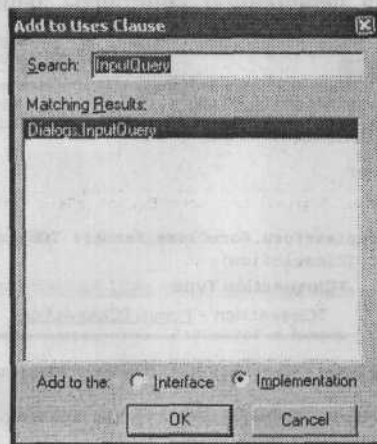 Add to Uses Clause
Search: InputQuery
Matching Results:
Dialogs.InputQuery
Add to the: Interface Implementation
OK Cancel